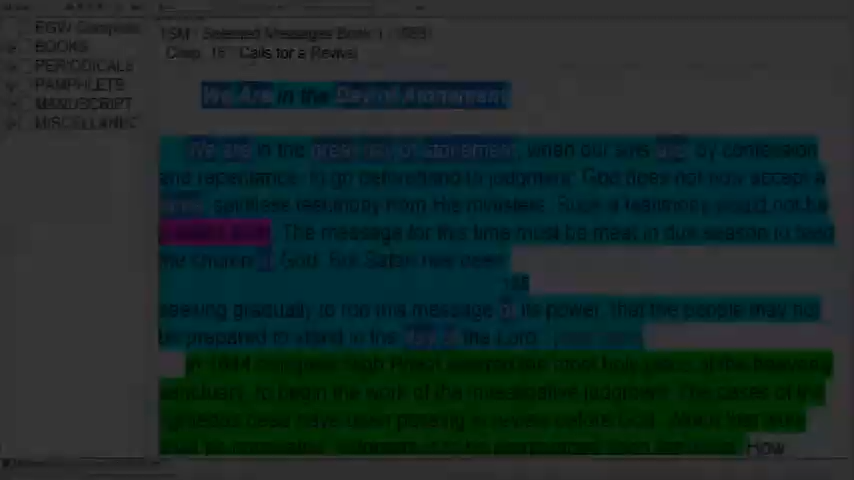 EGW
BOOKS
PERIODICALS
PAMPHLETS
MANUSCRIPT
MISCELLANEO
1SM - Selected Messages Book 1
Chap. 15 Calls for a Revival
We Are in the Day of Atonement
We are in the great day of atonement, when our sins are, by confession
and repentance, to go beforehand to judgment. God does not now accept a
spiritless testimony from His ministers. Such a testimony would not be
The message for this time must be meat in due season to feed
the church of God. But Satan has been
seeking gradually to rob this message of its power, that the people may not
be prepared to stand in the day of the Lord.
In 1844 our great High Priest entered the most holy place of the heavenly
sanctuary, to begin the work of the investigative judgment. The cases of the
righteous dead have been passing in review before God. When that work
How